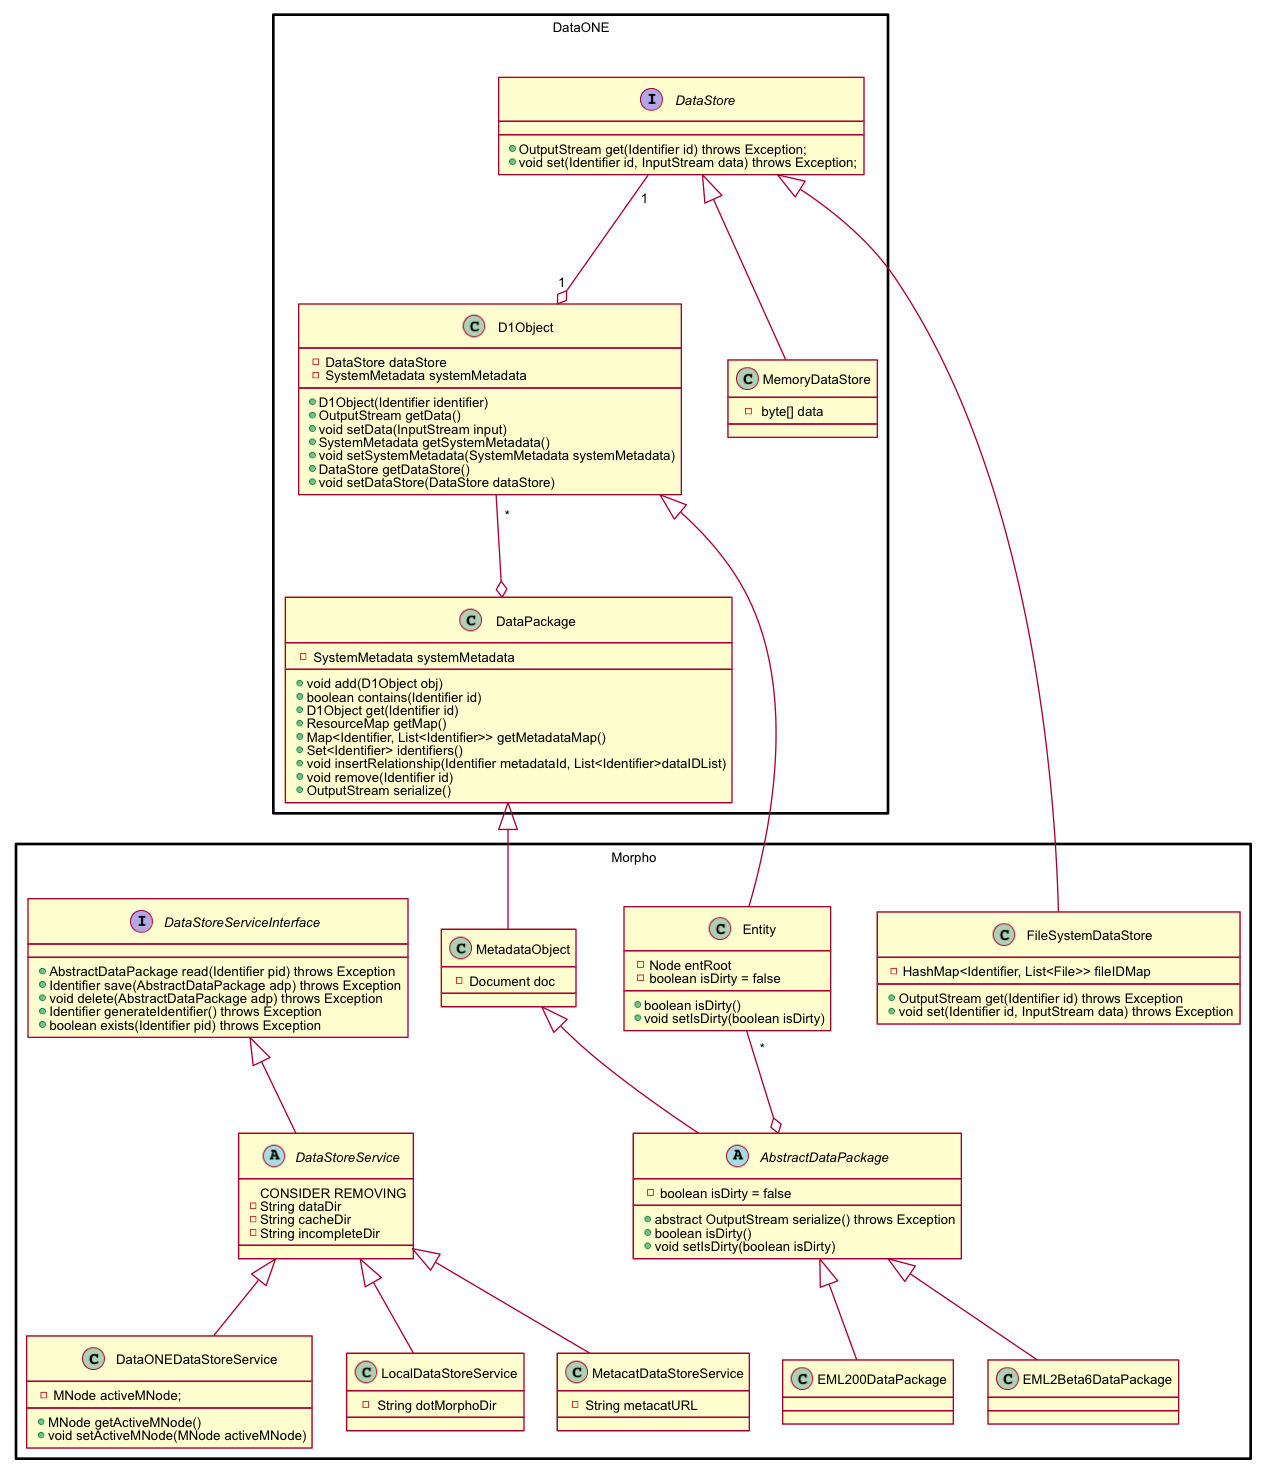 DataONE
I DataStore
OutputStream get(Identifier id) throws Exception;
void set(Identifier id, InputStream data) throws Exception;
1
1
C D1Object
DataStore dataStore
SystemMetadata systemMetadata
D1Object(Identifier identifier)
OutputStream getData()
void setData(InputStream input)
SystemMetadata getSystemMetadata()
void setSystemMetadata(SystemMetadata systemMetadata)
DataStore getDataStore()
void setDataStore(DataStore dataStore)
C MemoryDataStore
byte[] data
*
C DataPackage
SystemMetadata systemMetadata
void add(D1Object obj)
boolean contains(Identifier id)
D1Object get(Identifier id)
ResourceMap getMap()
Map<Identifier, List<Identifier>> getMetadataMap()
Set<Identifier> identifiers()
void insertRelationship(Identifier metadataId, List<Identifier>dataIDList)
void remove(Identifier id)
OutputStream serialize()
Morpho
I DataStoreServiceInterface
AbstractDataPackage read(Identifier pid) throws Exception
Identifier save(AbstractDataPackage adp) throws Exception
void delete(AbstractDataPackage adp) throws Exception
Identifier generateIdentifier() throws Exception
boolean exists(Identifier pid) throws Exception
C MetadataObject
Document doc
C Entity
Node entRoot
boolean isDirty = false
boolean isDirty()
void setIsDirty(boolean isDirty)
C FileSystemDataStore
HashMap<Identifier, List<File>> fileIDMap
OutputStream get(Identifier id) throws Exception
void set(Identifier id, InputStream data) throws Exception
*
A DataStoreService
CONSIDER REMOVING
String dataDir
String cacheDir
String incompleteDir
A AbstractDataPackage
boolean isDirty = false
abstract OutputStream serialize() throws Exception
boolean isDirty()
void setIsDirty(boolean isDirty)
C DataONEDataStoreService
MNode activeMNode;
MNode getActiveMNode()
void setActiveMNode(MNode activeMNode)
C LocalDataStoreService
String dotMorphoDir
C MetacatDataStoreService
String metacatURL
C EML200DataPackage
C EML2Beta6DataPackage